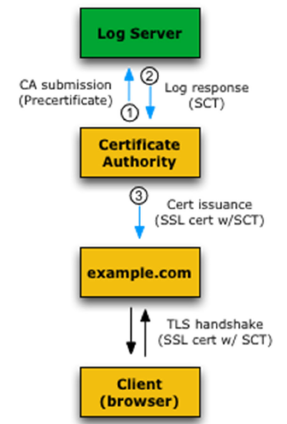 Log Server
CA submission
(Precertificate)
2
Log response
(SCT)
1
Certificate
Authority
3
Cert issuance
(SSL cert w/SCT)
example.com
TLS handshake
(SSL cert w/ SCT)
Client
(browser)